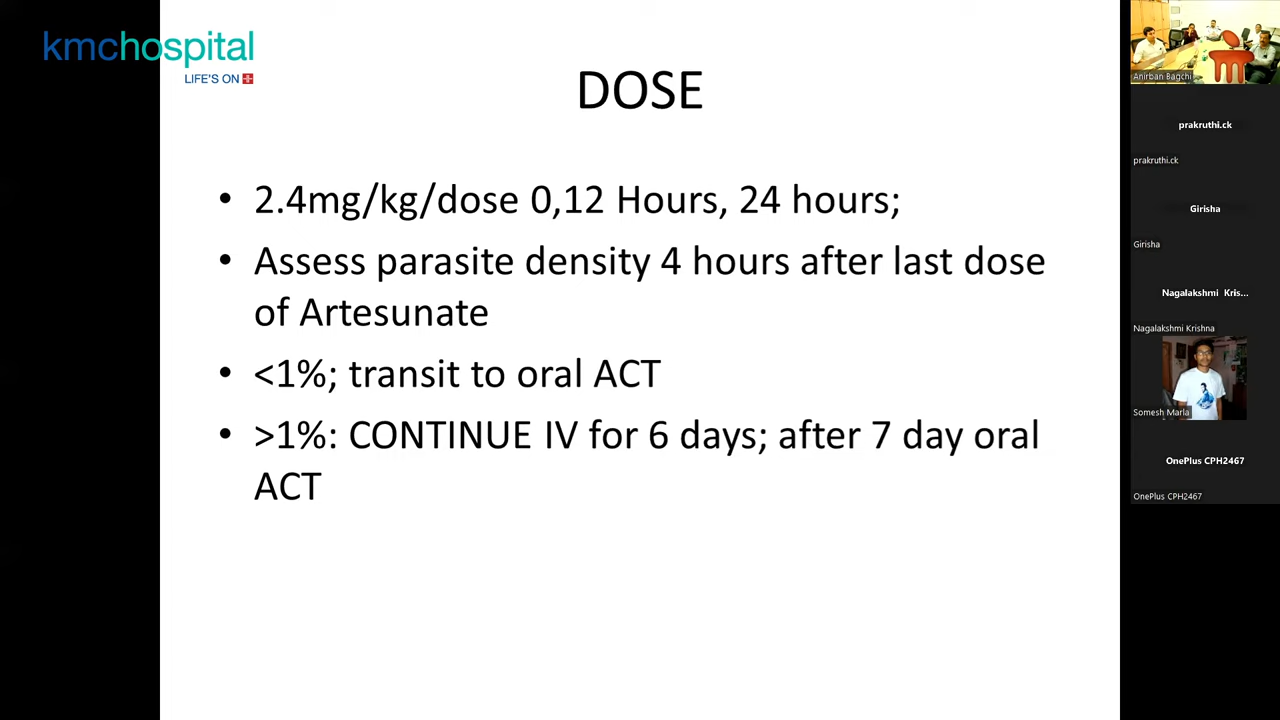 kmchospital
LIFE'S ON
DOSE
• 2.4mg/kg/dose 0,12 Hours, 24 hours;
• Assess parasite density 4 hours after last dose
of Artesunate
• <1%; transit to oral ACT
• >1%: CONTINUE IV for 6 days; after 7 day oral
ACT
Anirban Bagchi
prakruthi.ck
prakruthi.ck
Girisha
Girisha
Nagalakshmi Kris...
Nagalakshmi Krishna
Somesh Marla
OnePlus CPH2467
OnePlus CPH2467